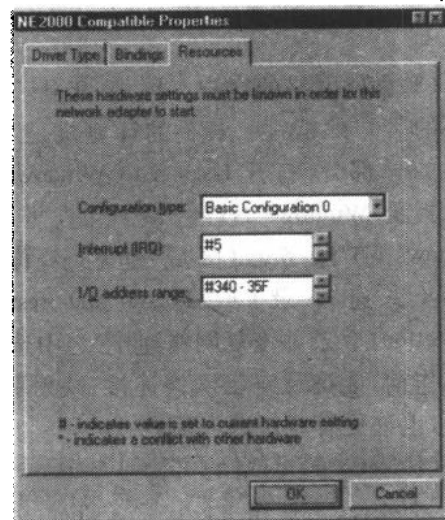 NE2000 Compatible Properties
Driver Type
Bindings
Resources
These hardware settings must be known in order for this
network adapter to start.
Configuration type: Basic Configuration 0
Interrupt (IRQ): #5
I/O address range: #340 - 35F
# - indicates value is set to current hardware setting
* - indicates a conflict with other hardware
OK
Cancel